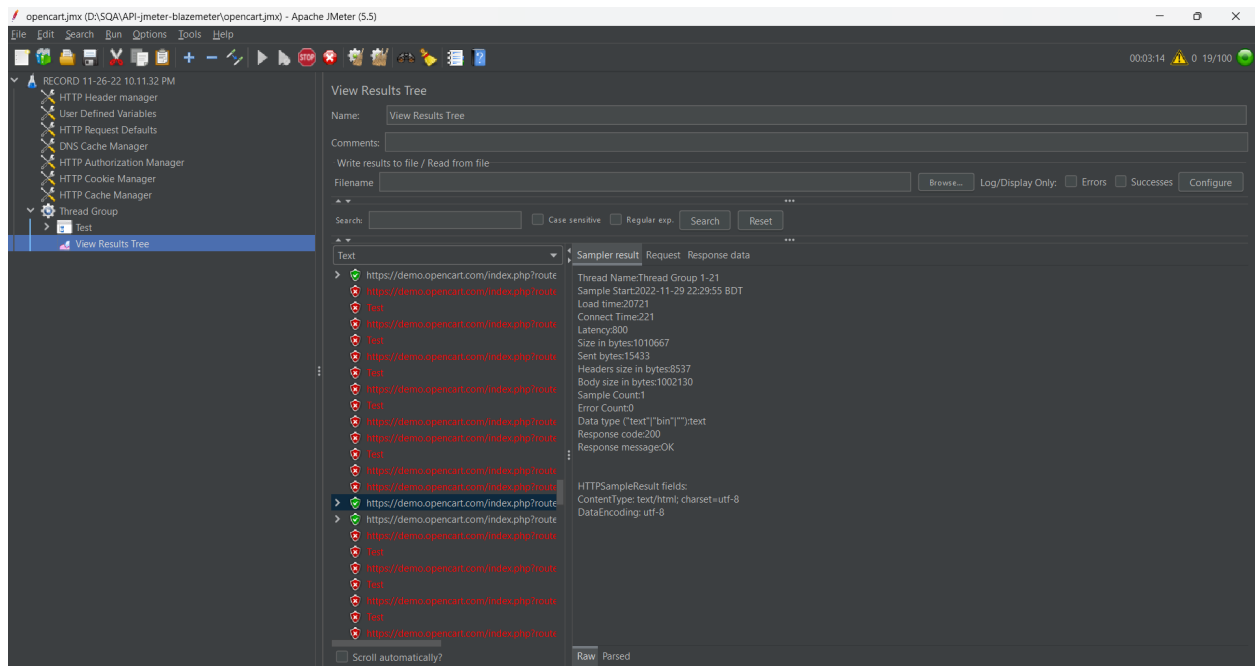 opencart.jmx (D:\SQA\API-jmeter-blazemeter\opencart.jmx) - Apache JMeter (5.5)
File Edit Search Run Options Tools Help
STOP
00:03:14 0 19/100
RECORD 11-26-22 10.11.32 PM
HTTP Header manager
User Defined Variables
HTTP Request Defaults
DNS Cache Manager
HTTP Authorization Manager
HTTP Cookie Manager
HTTP Cache Manager
Thread Group
Test
View Results Tree
View Results Tree
Name: View Results Tree
Comments:
Write results to file / Read from file
Filename Browse... Log/Display Only: Errors Successes Configure
Search: Case sensitive Regular exp. Search Reset
Text
https://demo.opencart.com/index.php?route
https://demo.opencart.com/index.php?route
Test
https://demo.opencart.com/index.php?route
Test
https://demo.opencart.com/index.php?route
Test
https://demo.opencart.com/index.php?route
Test
https://demo.opencart.com/index.php?route
https://demo.opencart.com/index.php?route
Test
https://demo.opencart.com/index.php?route
https://demo.opencart.com/index.php?route
https://demo.opencart.com/index.php?route
https://demo.opencart.com/index.php?route
https://demo.opencart.com/index.php?route
Test
https://demo.opencart.com/index.php?route
Test
https://demo.opencart.com/index.php?route
Test
https://demo.opencart.com/index.php?route
Scroll automatically?
Sampler result Request Response data
Thread Name:Thread Group 1-21
Sample Start:2022-11-29 22:29:55 BDT
Load time:20721
Connect Time:221
Latency:800
Size in bytes:1010667
Sent bytes:15433
Headers size in bytes:8537
Body size in bytes:1002130
Sample Count:1
Error Count:0
Data type ("text"|"bin"|""):text
Response code:200
Response message:OK
HTTPSampleResult fields:
ContentType: text/html; charset=utf-8
DataEncoding: utf-8
Raw Parsed